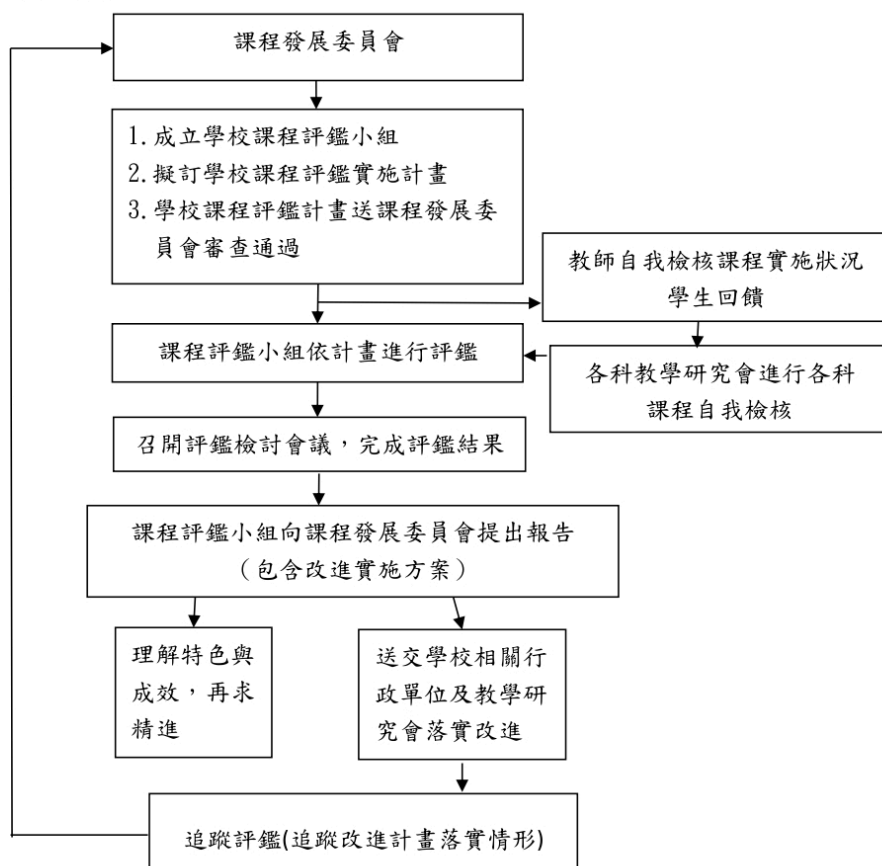 課程發展委員會
1. 成立學校課程評鑑小組
2. 擬訂學校課程評鑑實施計畫
3. 學校課程評鑑計畫送課程發展委
員會審查通過
教師自我檢核課程實施狀況
學生回饋
課程評鑑小組依計畫進行評鑑
各科教學研究會進行各科
課程自我檢核
召開評鑑檢討會議，完成評鑑結果
課程評鑑小組向課程發展委員會提出報告
（包含改進實施方案）
理解特色與
成效，再求
精進
送交學校相關行
政單位及教學研
究會落實改進
追蹤評鑑(追蹤改進計畫落實情形)